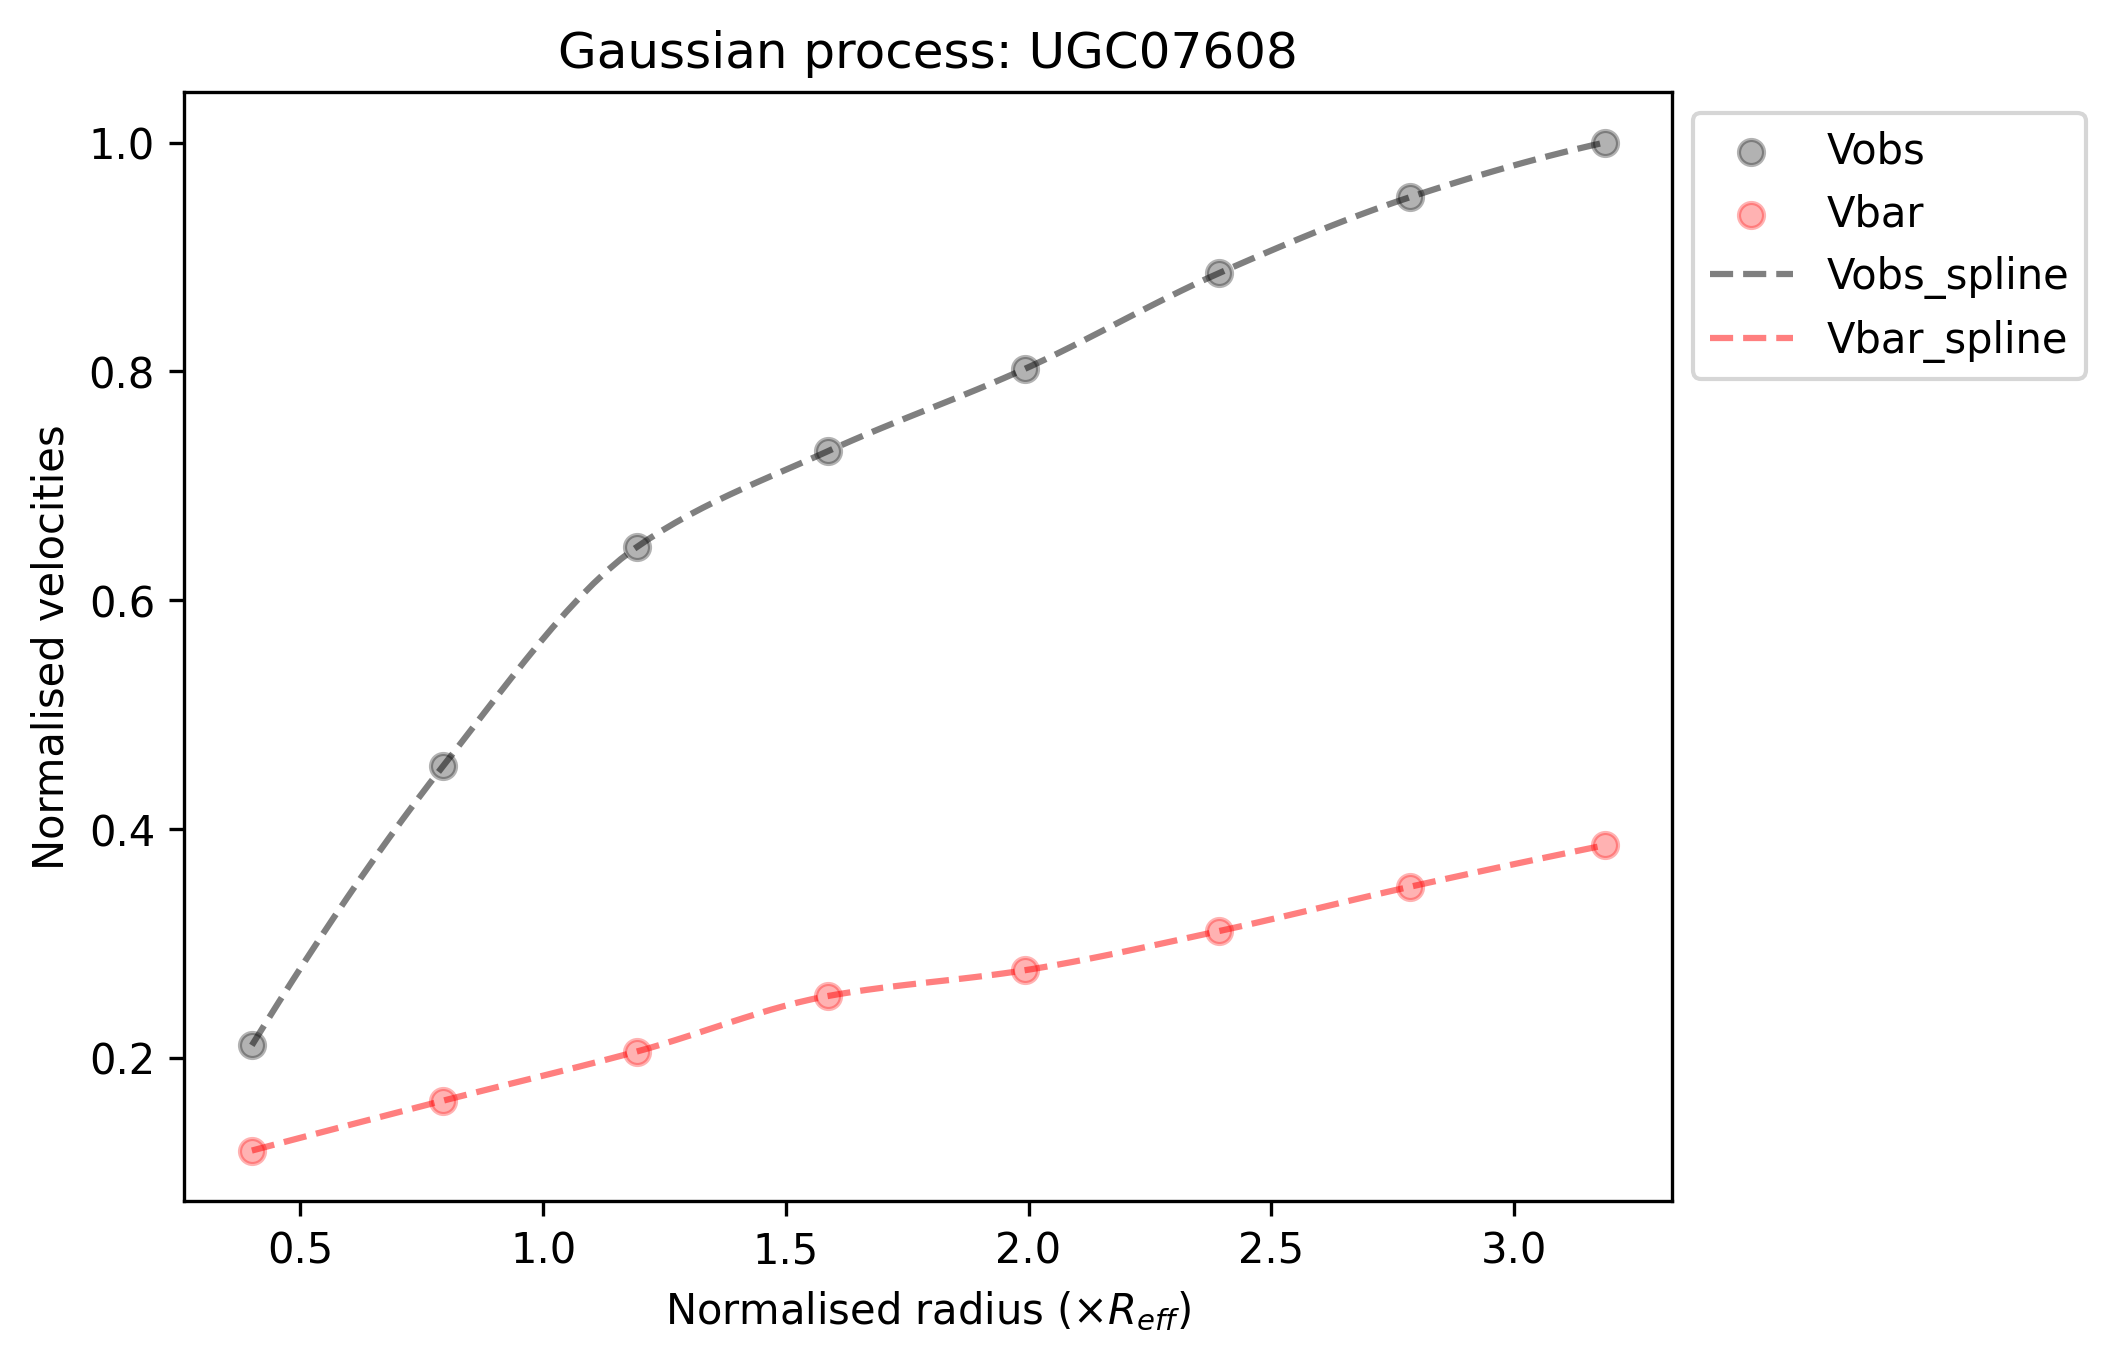 Gaussian process: UGC07608
Normalised velocities
1.0
0.8
0.6
0.4
0.2
0.5 1.0 1.5 2.0 2.5 3.0
Normalised radius (×R_eff)
Vobs
Vbar
Vobs_spline
Vbar_spline